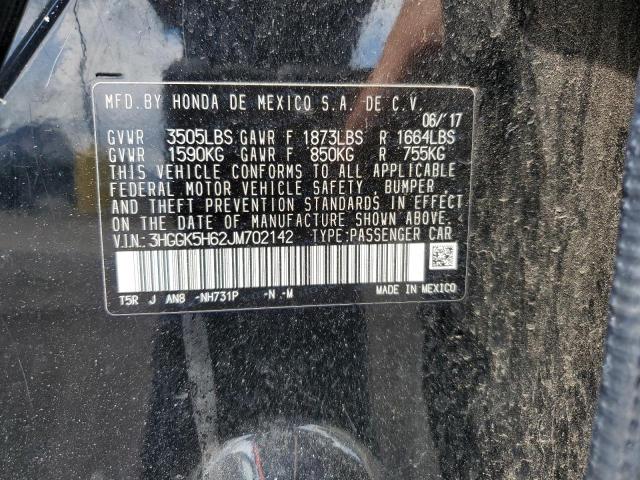 MFD. BY HONDA DE MEXICO S.A. DE C.V.
06/'17
GVWR 3505LBS GAWR F 1873LBS R 1664LBS
GVWR 1590KG GAWR F 850KG R 755KG
THIS VEHICLE CONFORMS TO ALL APPLICABLE
FEDERAL MOTOR VEHICLE SAFETY, BUMPER,
AND THEFT PREVENTION STANDARDS IN EFFECT
ON THE DATE OF MANUFACTURE SHOWN ABOVE.
V.I.N.: 3HGGK5H62JM702142 TYPE: PASSENGER CAR
T5R J AN8 -NH731P -N .-M MADE IN MEXICO